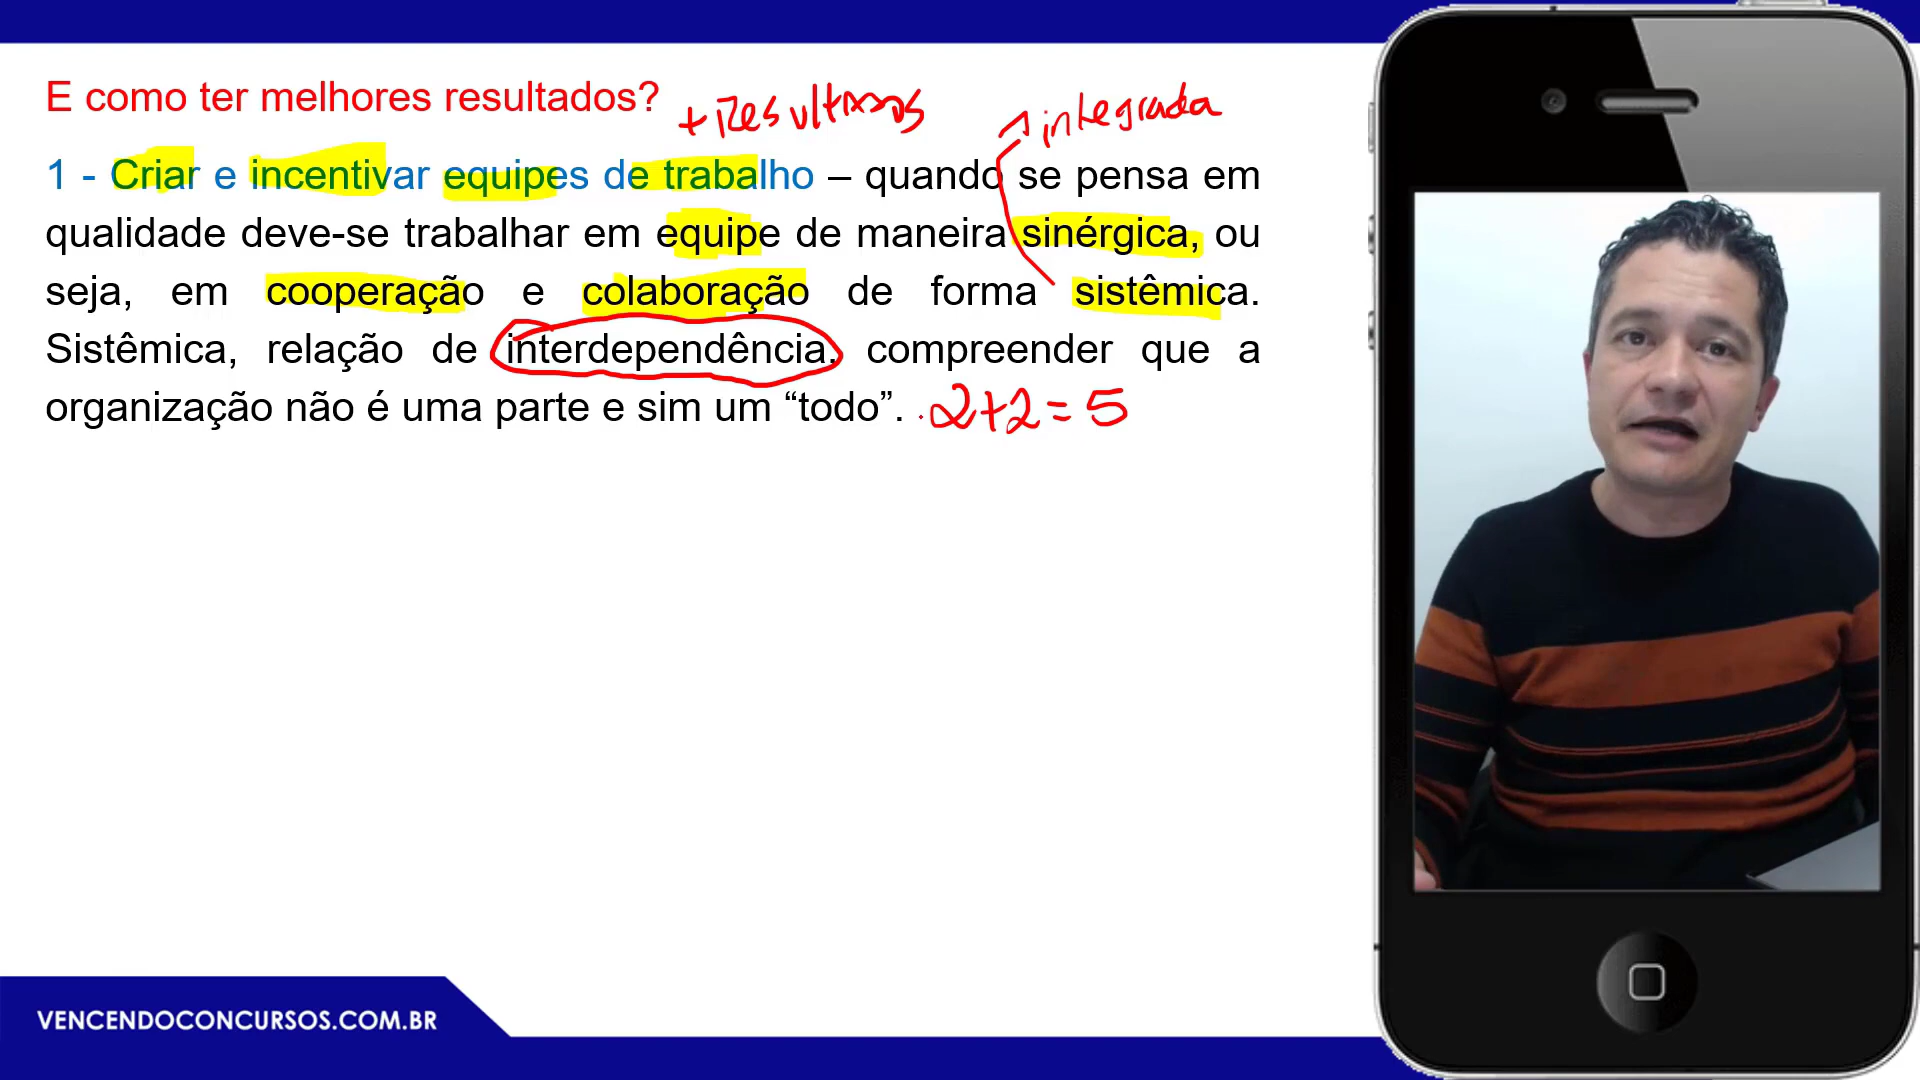 E como ter melhores resultados?
+ Resultados
integrada
1 - Criar e incentivar equipes de trabalho – quando se pensa em
qualidade deve-se trabalhar em equipe de maneira sinérgica, ou
seja, em cooperação e colaboração de forma sistêmica.
Sistêmica, relação de interdependência, compreender que a
organização não é uma parte e sim um “todo”.
2+2=5
VENCENDOCONCURSOS.COM.BR